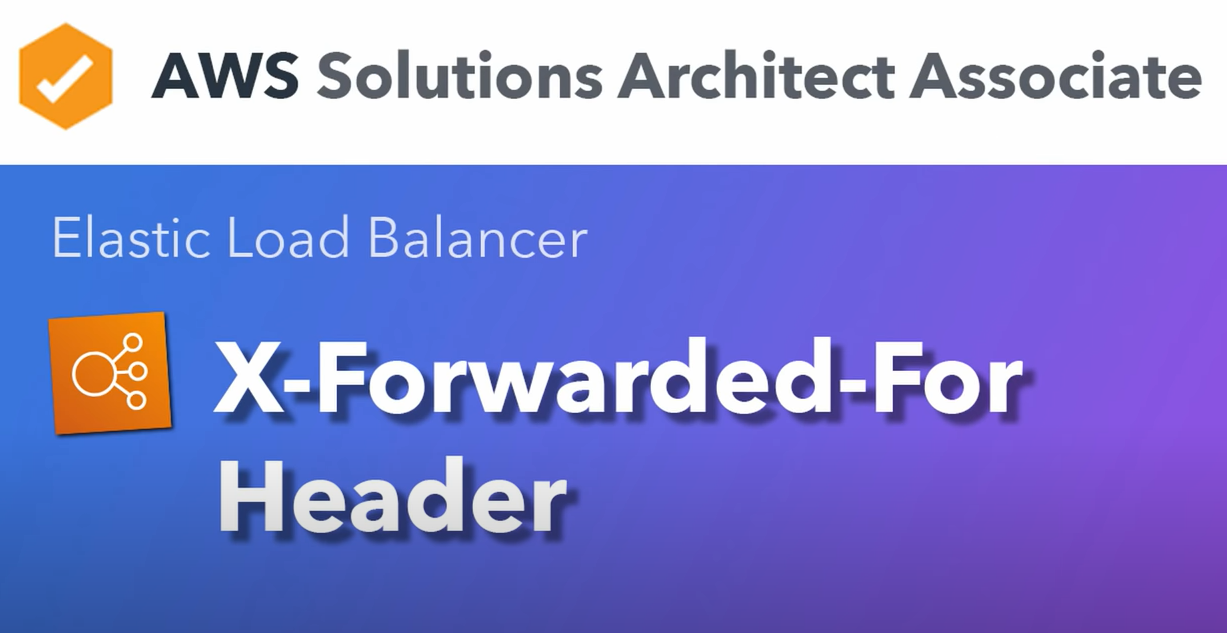 AWS Solutions Architect Associate
Elastic Load Balancer
X-Forwarded-For
Header